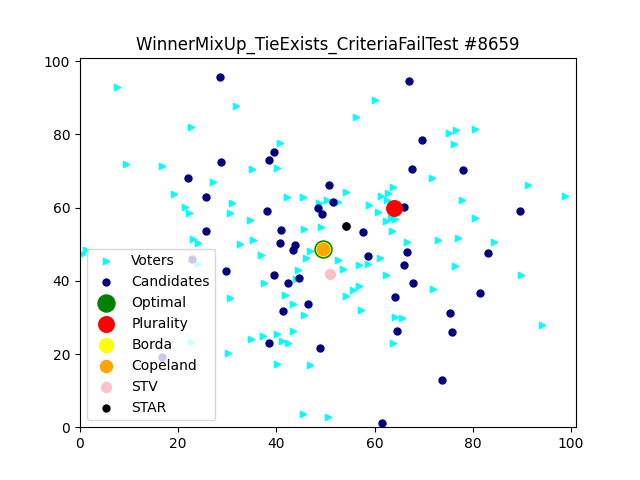 WinnerMixUp_TieExists_CriteriaFailTest #8659
100
80
60
40
20
0
0
20
40
60
80
100
Voters
Candidates
Optimal
Plurality
Borda
Copeland
STV
STAR